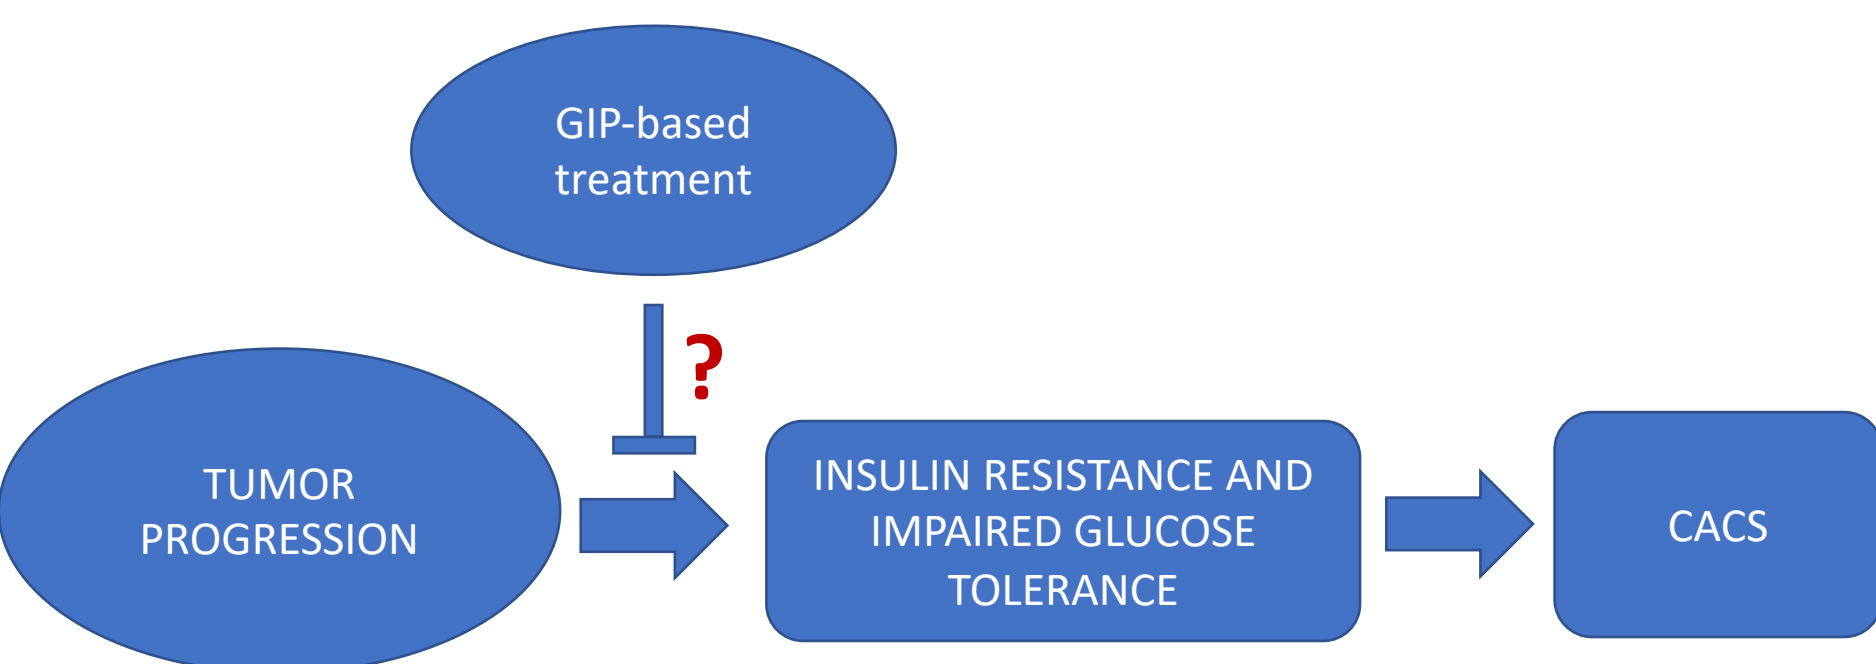 GIP-based
treatment
?
TUMOR
PROGRESSION
INSULIN RESISTANCE AND
IMPAIRED GLUCOSE
TOLERANCE
CACS